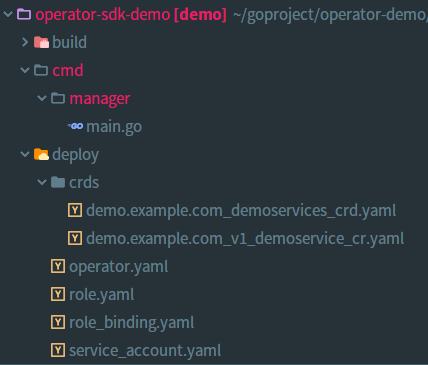 operator-sdk-demo [demo] ~/goproject/operator-demo/
build
cmd
manager
main.go
deploy
crds
demo.example.com_demoservices_crd.yaml
demo.example.com_v1_demoservice_cr.yaml
operator.yaml
role.yaml
role_binding.yaml
service_account.yaml